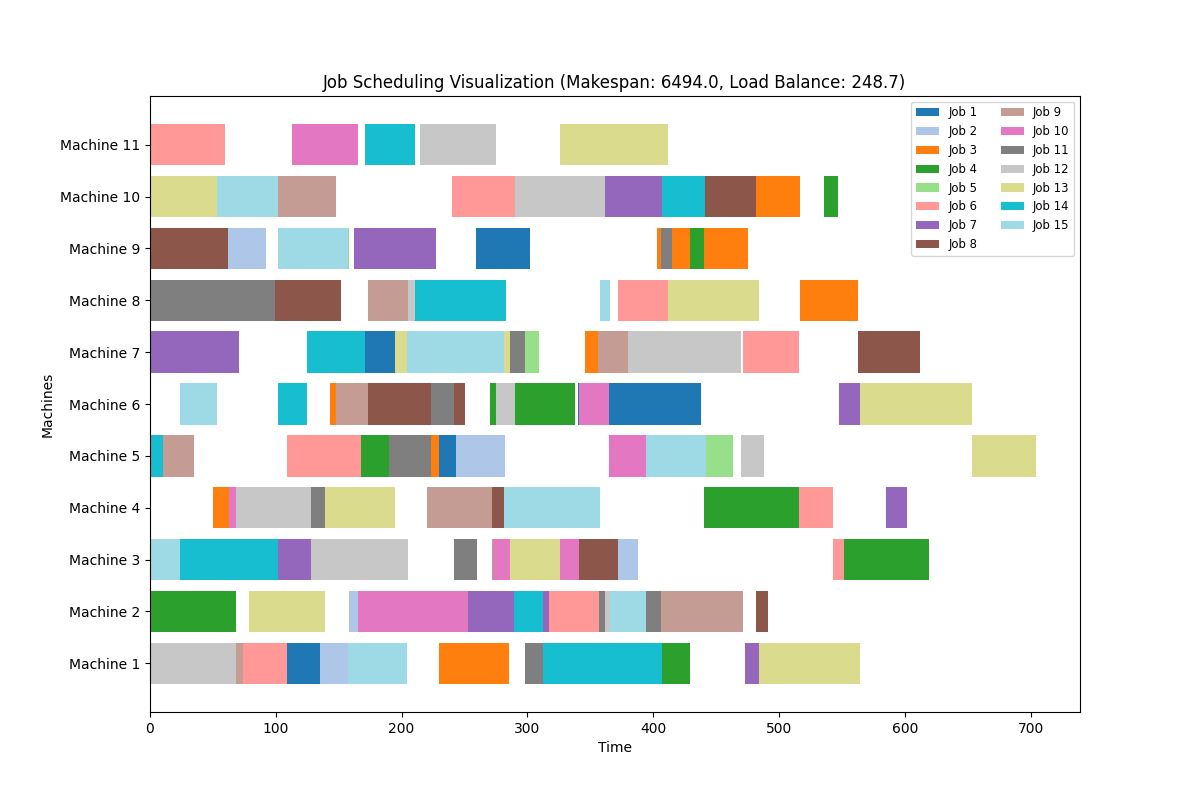 Job Scheduling Visualization (Makespan: 6494.0, Load Balance: 248.7)
Machine 11
Machine 10
Machine 9
Machine 8
Machine 7
Machine 6
Machine 5
Machine 4
Machine 3
Machine 2
Machine 1
Machines
0 100 200 300 400 500 600 700
Time
Job 1
Job 2
Job 3
Job 4
Job 5
Job 6
Job 7
Job 8
Job 9
Job 10
Job 11
Job 12
Job 13
Job 14
Job 15